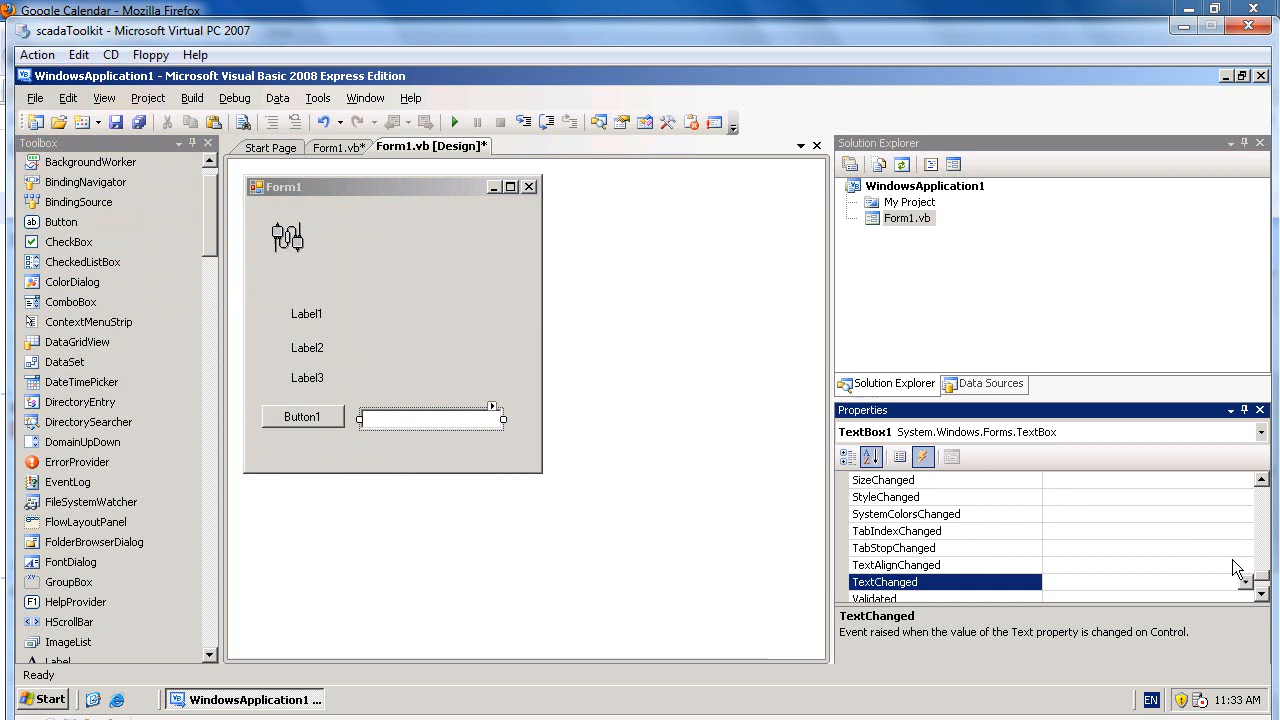 Google Calendar - Mozilla Firefox
scadaToolkit - Microsoft Virtual PC 2007
Action Edit CD Floppy Help
WindowsApplication1 - Microsoft Visual Basic 2008 Express Edition
File Edit View Project Build Debug Data Tools Window Help
Toolbox
BackgroundWorker
BindingNavigator
BindingSource
Button
CheckBox
CheckedListBox
ColorDialog
ComboBox
ContextMenuStrip
DataGridView
DataSet
DateTimePicker
DirectoryEntry
DirectorySearcher
DomainUpDown
ErrorProvider
EventLog
FileSystemWatcher
FlowLayoutPanel
FolderBrowserDialog
FontDialog
GroupBox
HelpProvider
HScrollBar
ImageList
Label
Start Page Form1.vb* Form1.vb [Design]*
Form1
Label1
Label2
Label3
Button1
Solution Explorer
WindowsApplication1
My Project
Form1.vb
Solution Explorer Data Sources
Properties
TextBox1 System.Windows.Forms.TextBox
SizeChanged
StyleChanged
SystemColorsChanged
TabIndexChanged
TabStopChanged
TextAlignChanged
TextChanged
Validated
TextChanged
Event raised when the value of the Text property is changed on Control.
Ready
Start WindowsApplication1 ... EN 11:33 AM